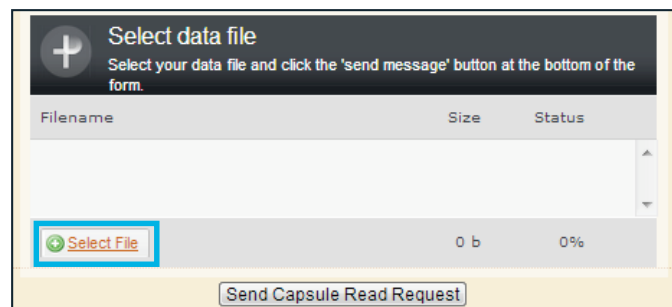 Select data file
Select your data file and click the 'send message' button at the bottom of the
form.
Filename Size Status
Select File 0 b 0%
Send Capsule Read Request